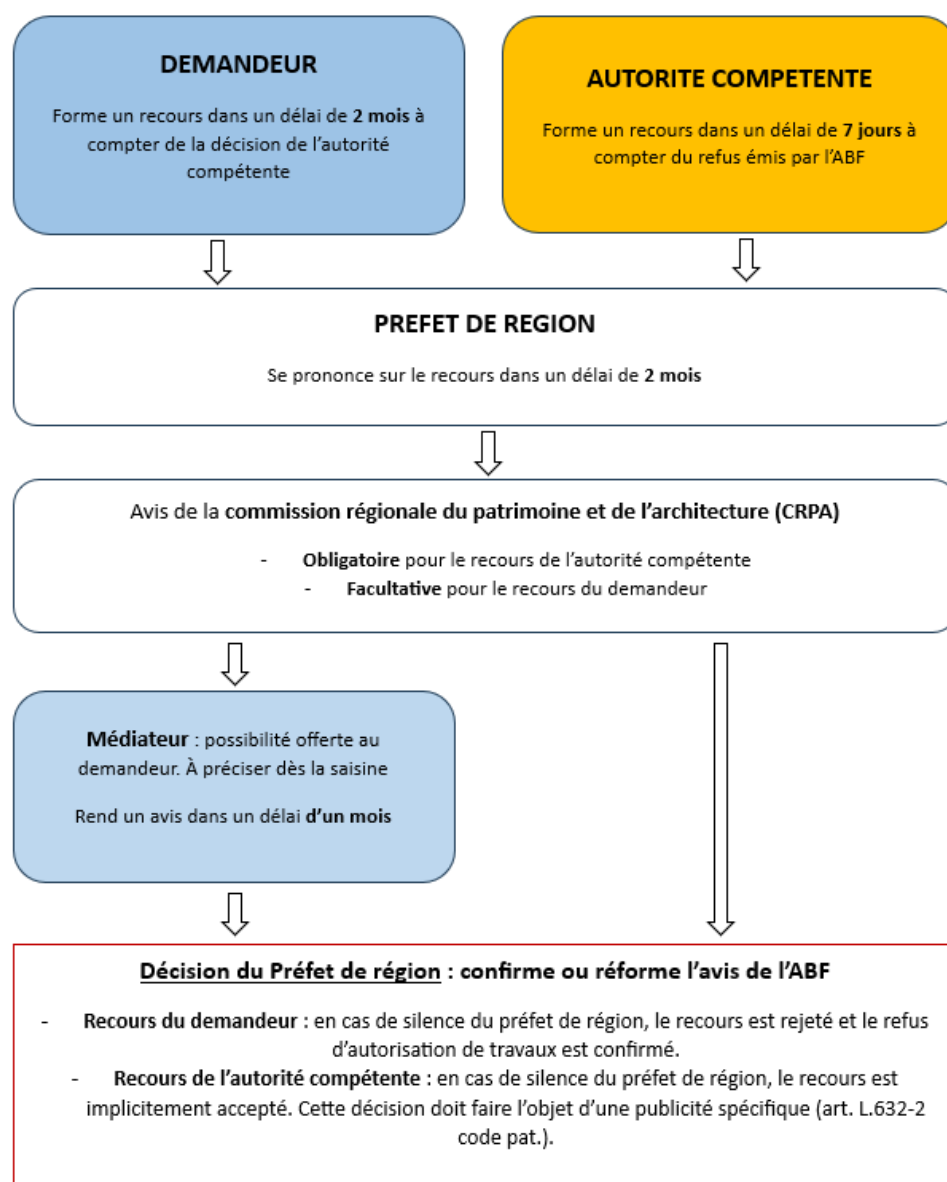 DEMANDEUR
Forme un recours dans un délai de 2 mois à
compter de la décision de l'autorité
compétente
AUTORITE COMPETENTE
Forme un recours dans un délai de 7 jours à
compter du refus émis par l'ABF
PREFET DE REGION
Se prononce sur le recours dans un délai de 2 mois
Avis de la commission régionale du patrimoine et de l'architecture (CRPA)
- Obligatoire pour le recours de l'autorité compétente
- Facultative pour le recours du demandeur
Médiateur : possibilité offerte au
demandeur. À préciser dès la saisine
Rend un avis dans un délai d'un mois
Décision du Préfet de région : confirme ou réforme l'avis de l'ABF
- Recours du demandeur : en cas de silence du préfet de région, le recours est rejeté et le refus
d'autorisation de travaux est confirmé.
- Recours de l'autorité compétente : en cas de silence du préfet de région, le recours est
implicitement accepté. Cette décision doit faire l'objet d'une publicité spécifique (art. L.632-2
code pat.).